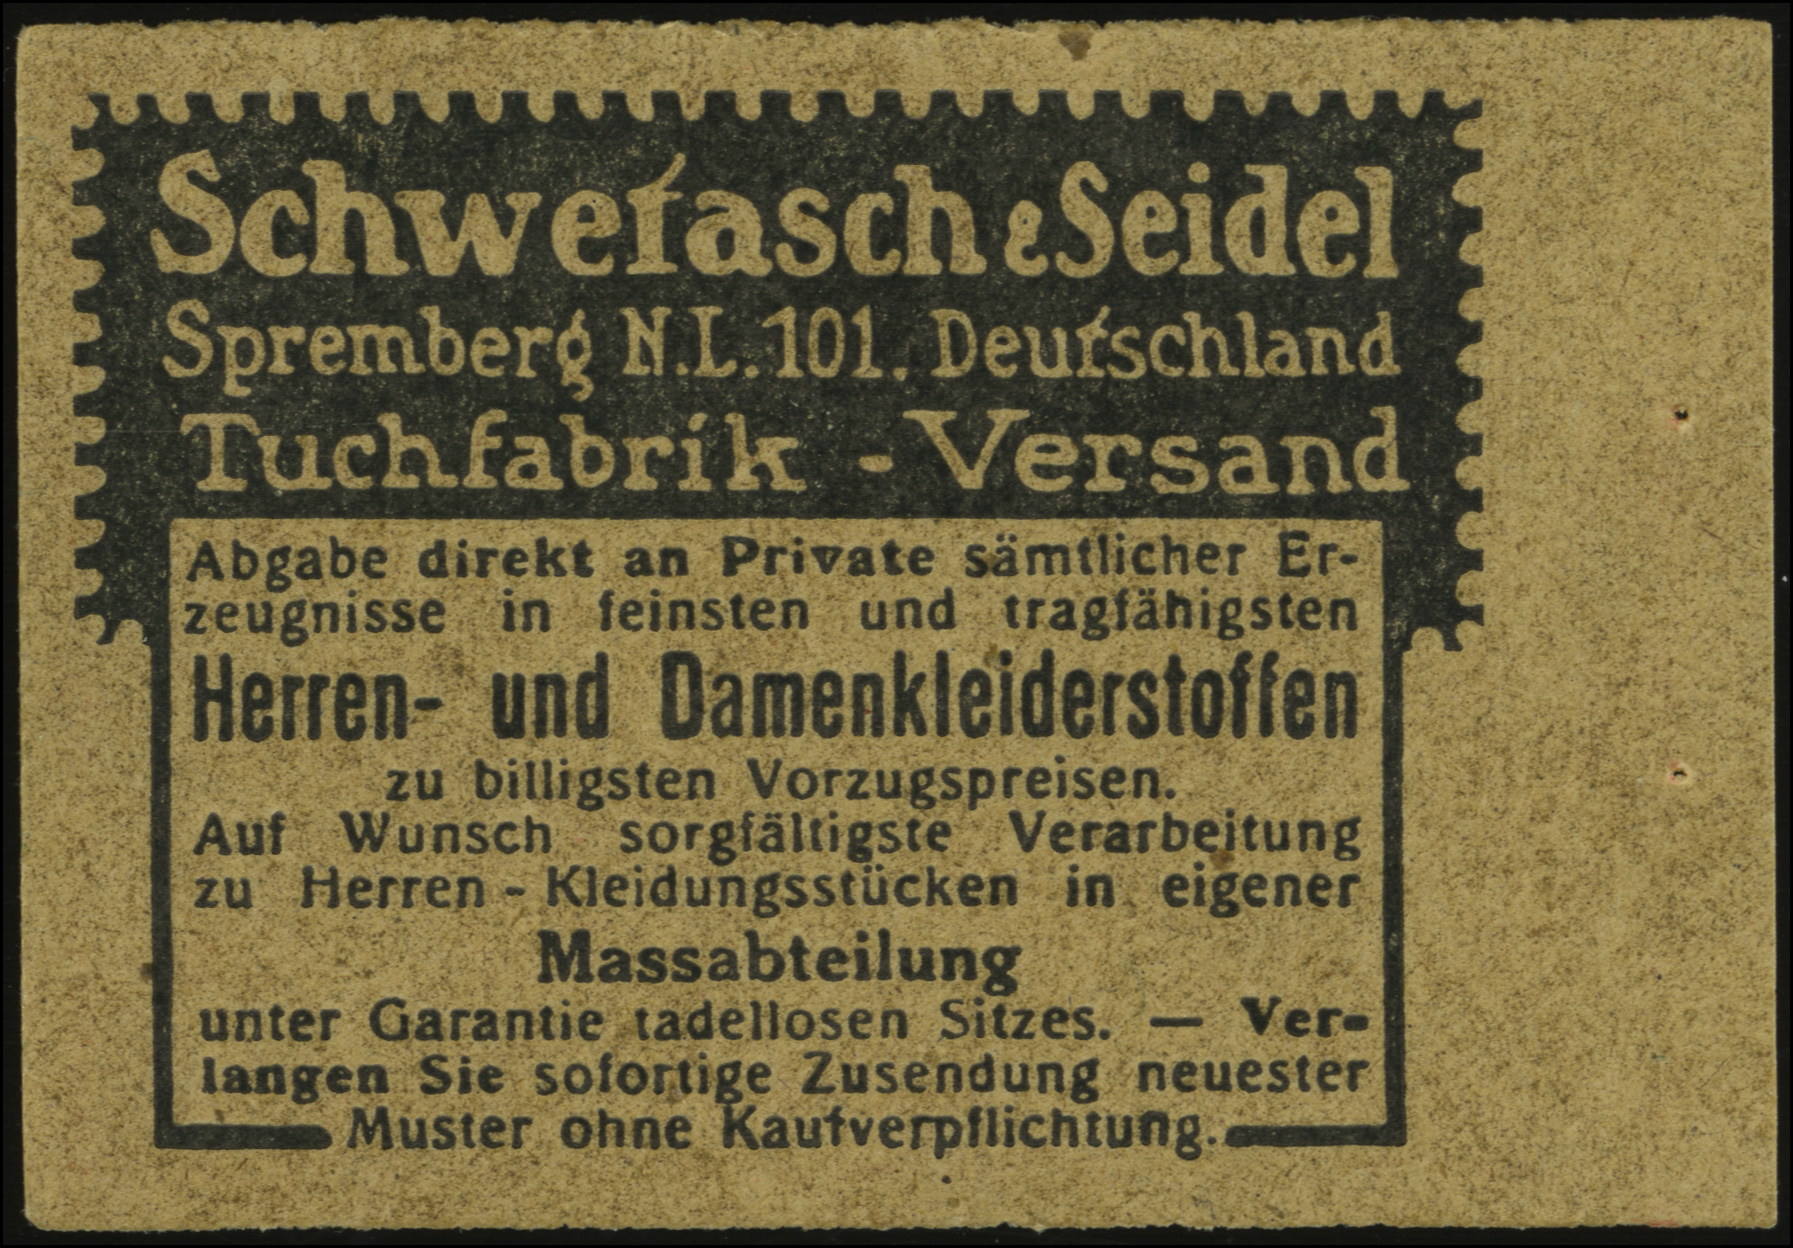 Schwetasch & Seidel
Spremberg N.L. 101. Deutschland
Tuchfabrik - Versand
Abgabe direkt an Private sämtlicher Er-
zeugnisse in feinsten und tragfähigsten
Herren- und Damenkleiderstoffen
zu billigsten Vorzugspreisen.
Auf Wunsch sorgfältigste Verarbeitung
zu Herren - Kleidungsstücken in eigener
Massabteilung
unter Garantie tadellosen Sitzes. — Ver-
langen Sie sofortige Zusendung neuester
Muster ohne Kaufverpflichtung.